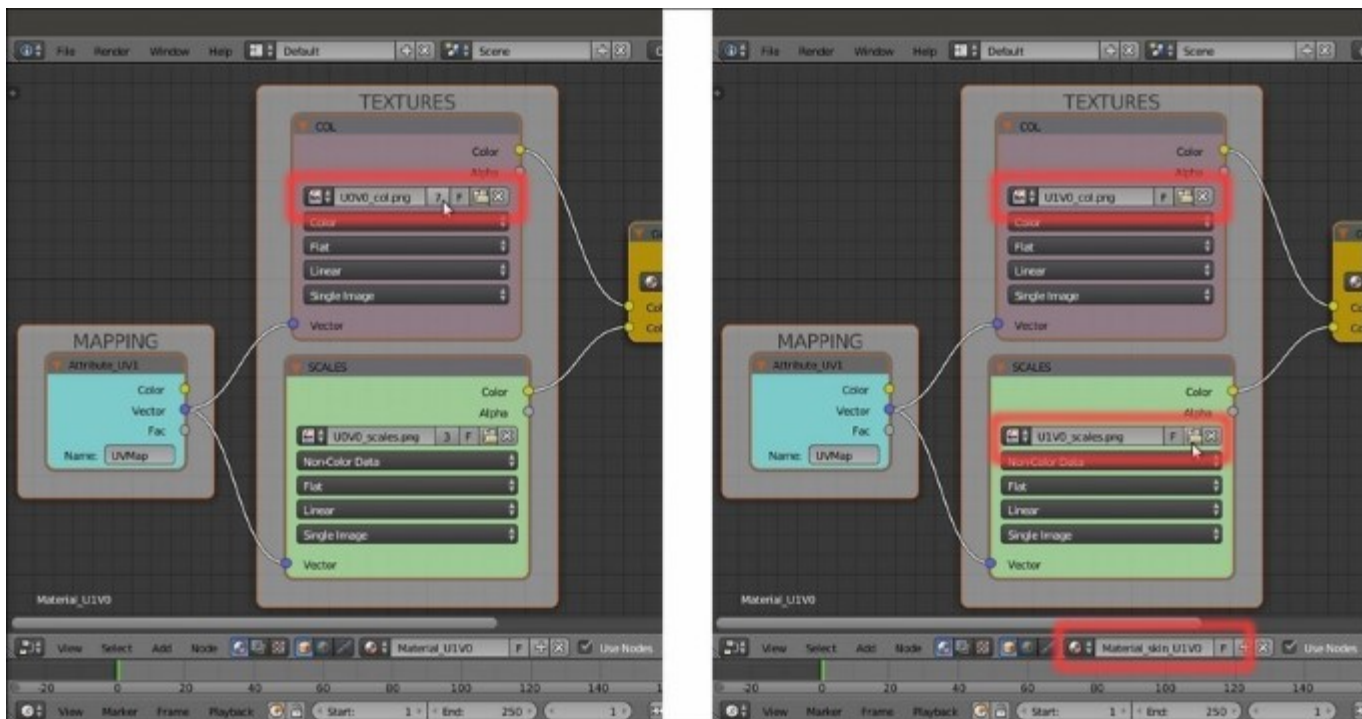 File Render Window Help Default Scene
TEXTURES
COL
Color
Alpha
U0V0_col.png 7 F
Color
Flat
Linear
Single Image
Vector
MAPPING
Attribute_UV1
Color
Vector
Fac
Name: UVMap
SCALES
Color
Alpha
U0V0_scales.png 3 F
Non-Color Data
Flat
Linear
Single Image
Vector
Material_U1V0
View Select Add Node Material_U1V0 F Use Nodes
-20 0 20 40 60 80 100 120 140
View Marker Frame Playback Start: 1 End: 250 1
File Render Window Help Default Scene
TEXTURES
COL
Color
Alpha
U1V0_col.png F
Color
Flat
Linear
Single Image
Vector
MAPPING
Attribute_UV1
Color
Vector
Fac
Name: UVMap
SCALES
Color
Alpha
U1V0_scales.png F
Non-Color Data
Flat
Linear
Single Image
Vector
Material_U1V0
View Select Add Node Material_skin_U1V0 F Use Nodes
-20 0 20 40 60 80 100 120 140
View Marker Frame Playback Start: 1 End: 250 1